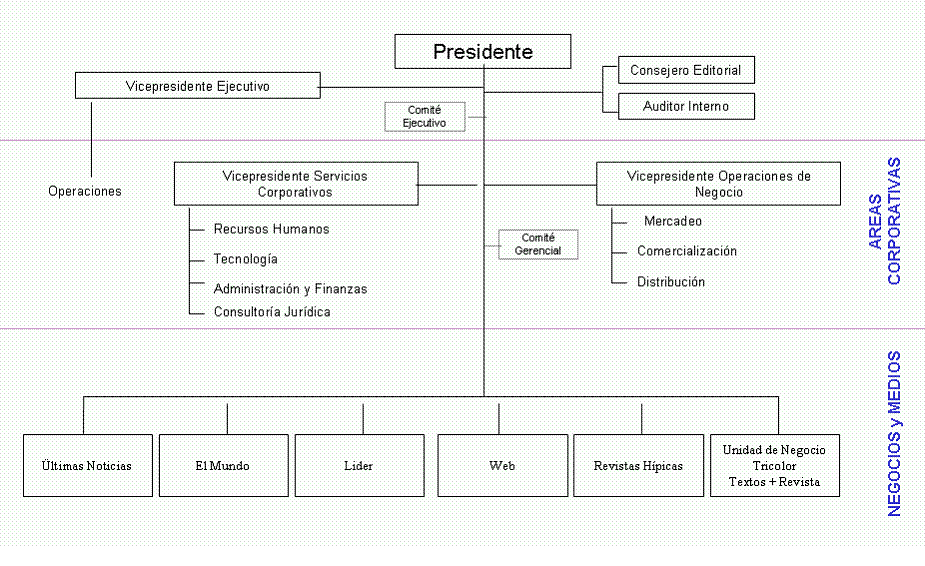 Presidente
Vicepresidente Ejecutivo
Consejero Editorial
Auditor Interno
Comité
Ejecutivo
Operaciones
Vicepresidente Servicios
Corporativos
Vicepresidente Operaciones de
Negocio
Recursos Humanos
Tecnología
Administración y Finanzas
Consultoría Jurídica
Comité
Gerencial
Mercadeo
Comercialización
Distribución
AREAS
CORPORATIVAS
Últimas Noticias
El Mundo
Lider
Web
Revistas Hípicas
Unidad de Negocio
Tricolor
Textos + Revista
NEGOCIOS y MEDIOS